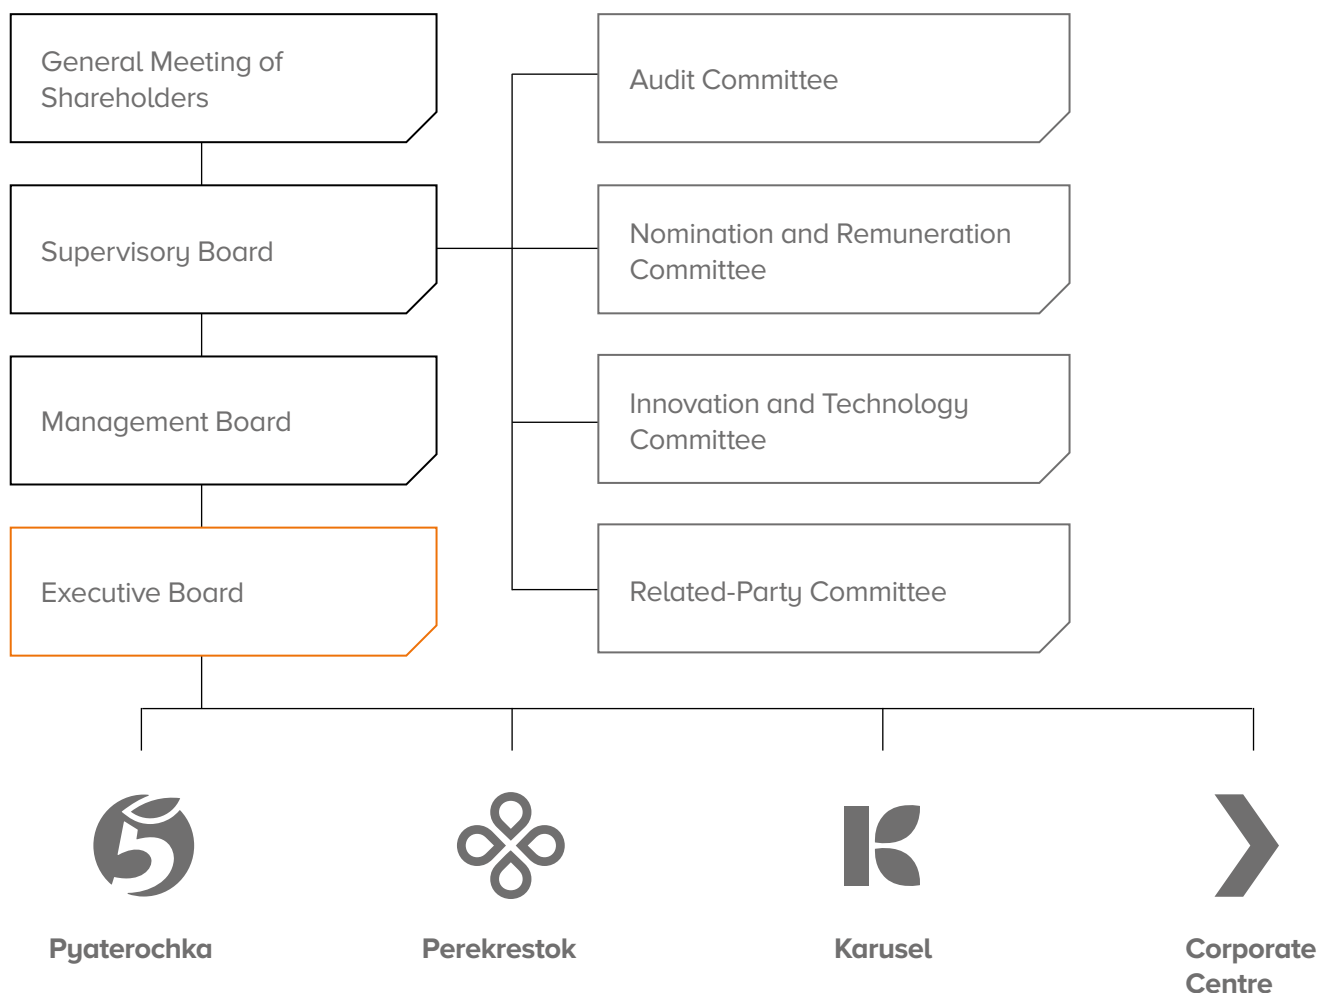 General Meeting of
Shareholders
Audit Committee
Supervisory Board
Nomination and Remuneration
Committee
Management Board
Innovation and Technology
Committee
Executive Board
Related-Party Committee
5
K
Pyaterochka
Perekrestok
Karusel
Corporate
Centre